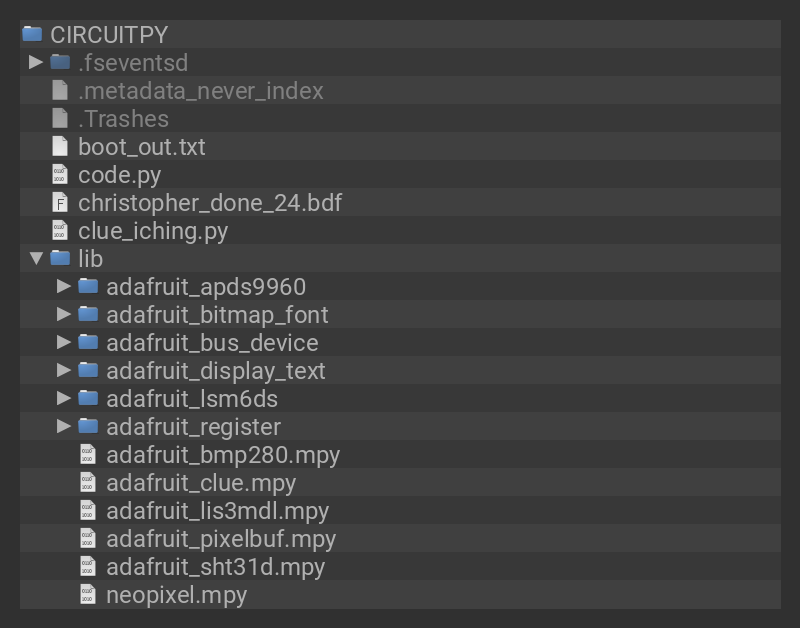 CIRCUITPY
.fseventsd
.metadata_never_index
.Trashes
boot_out.txt
code.py
christopher_done_24.bdf
clue_iching.py
lib
adafruit_apds9960
adafruit_bitmap_font
adafruit_bus_device
adafruit_display_text
adafruit_lsm6ds
adafruit_register
adafruit_bmp280.mpy
adafruit_clue.mpy
adafruit_lis3mdl.mpy
adafruit_pixelbuf.mpy
adafruit_sht31d.mpy
neopixel.mpy